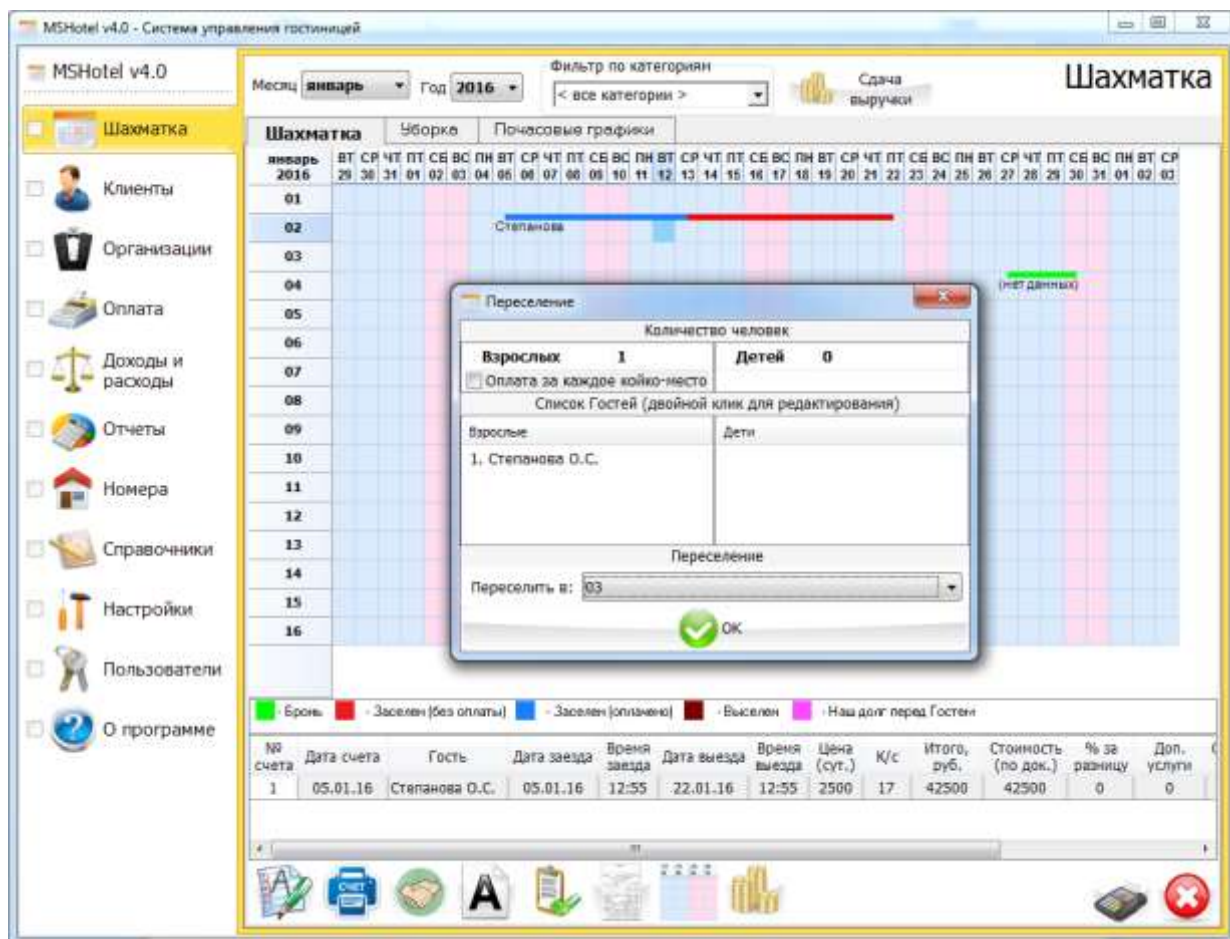 MSHotel v4.0 - Система управления гостиницей
MSHotel v4.0
Шахматка
Клиенты
Организации
Оплата
Доходы и
расходы
Отчеты
Номера
Справочники
Настройки
Пользователи
О программе
Месяц январь Год 2016
Фильтр по категориям
< все категории >
Сдача
выручки
Шахматка
Шахматка Уборка Почасовые графики
январь ВТ СР ЧТ ПТ СБ ВС ПН ВТ СР ЧТ ПТ СБ ВС ПН ВТ СР ЧТ ПТ СБ ВС ПН ВТ СР ЧТ ПТ СБ ВС ПН ВТ СР ЧТ ПТ СБ ВС ПН ВТ СР
2016 29 30 31 01 02 03 04 05 06 07 08 09 10 11 12 13 14 15 16 17 18 19 20 21 22 23 24 25 26 27 28 29 30 31 01 02 03
01
02 Степанова
03
04 (нет данных)
05
06
07
08
09
10
11
12
13
14
15
16
Переселение
Количество человек
Взрослых 1 Детей 0
Оплата за каждое койко-место
Список Гостей (двойной клик для редактирования)
Взрослые Дети
1. Степанова О.С.
Переселение
Переселить в: 03
OK
- Бронь - Заселен (без оплаты) - Заселен (оплачено) - Выселен - Наш долг перед Гостем
№ счета Дата счета Гость Дата заезда Время заезда Дата выезда Время выезда Цена (сут.) К/с Итого, руб. Стоимость (по док.) % за разницу Доп. услуги
1 05.01.16 Степанова О.С. 05.01.16 12:55 22.01.16 12:55 2500 17 42500 42500 0 0
СЧЕТ
A